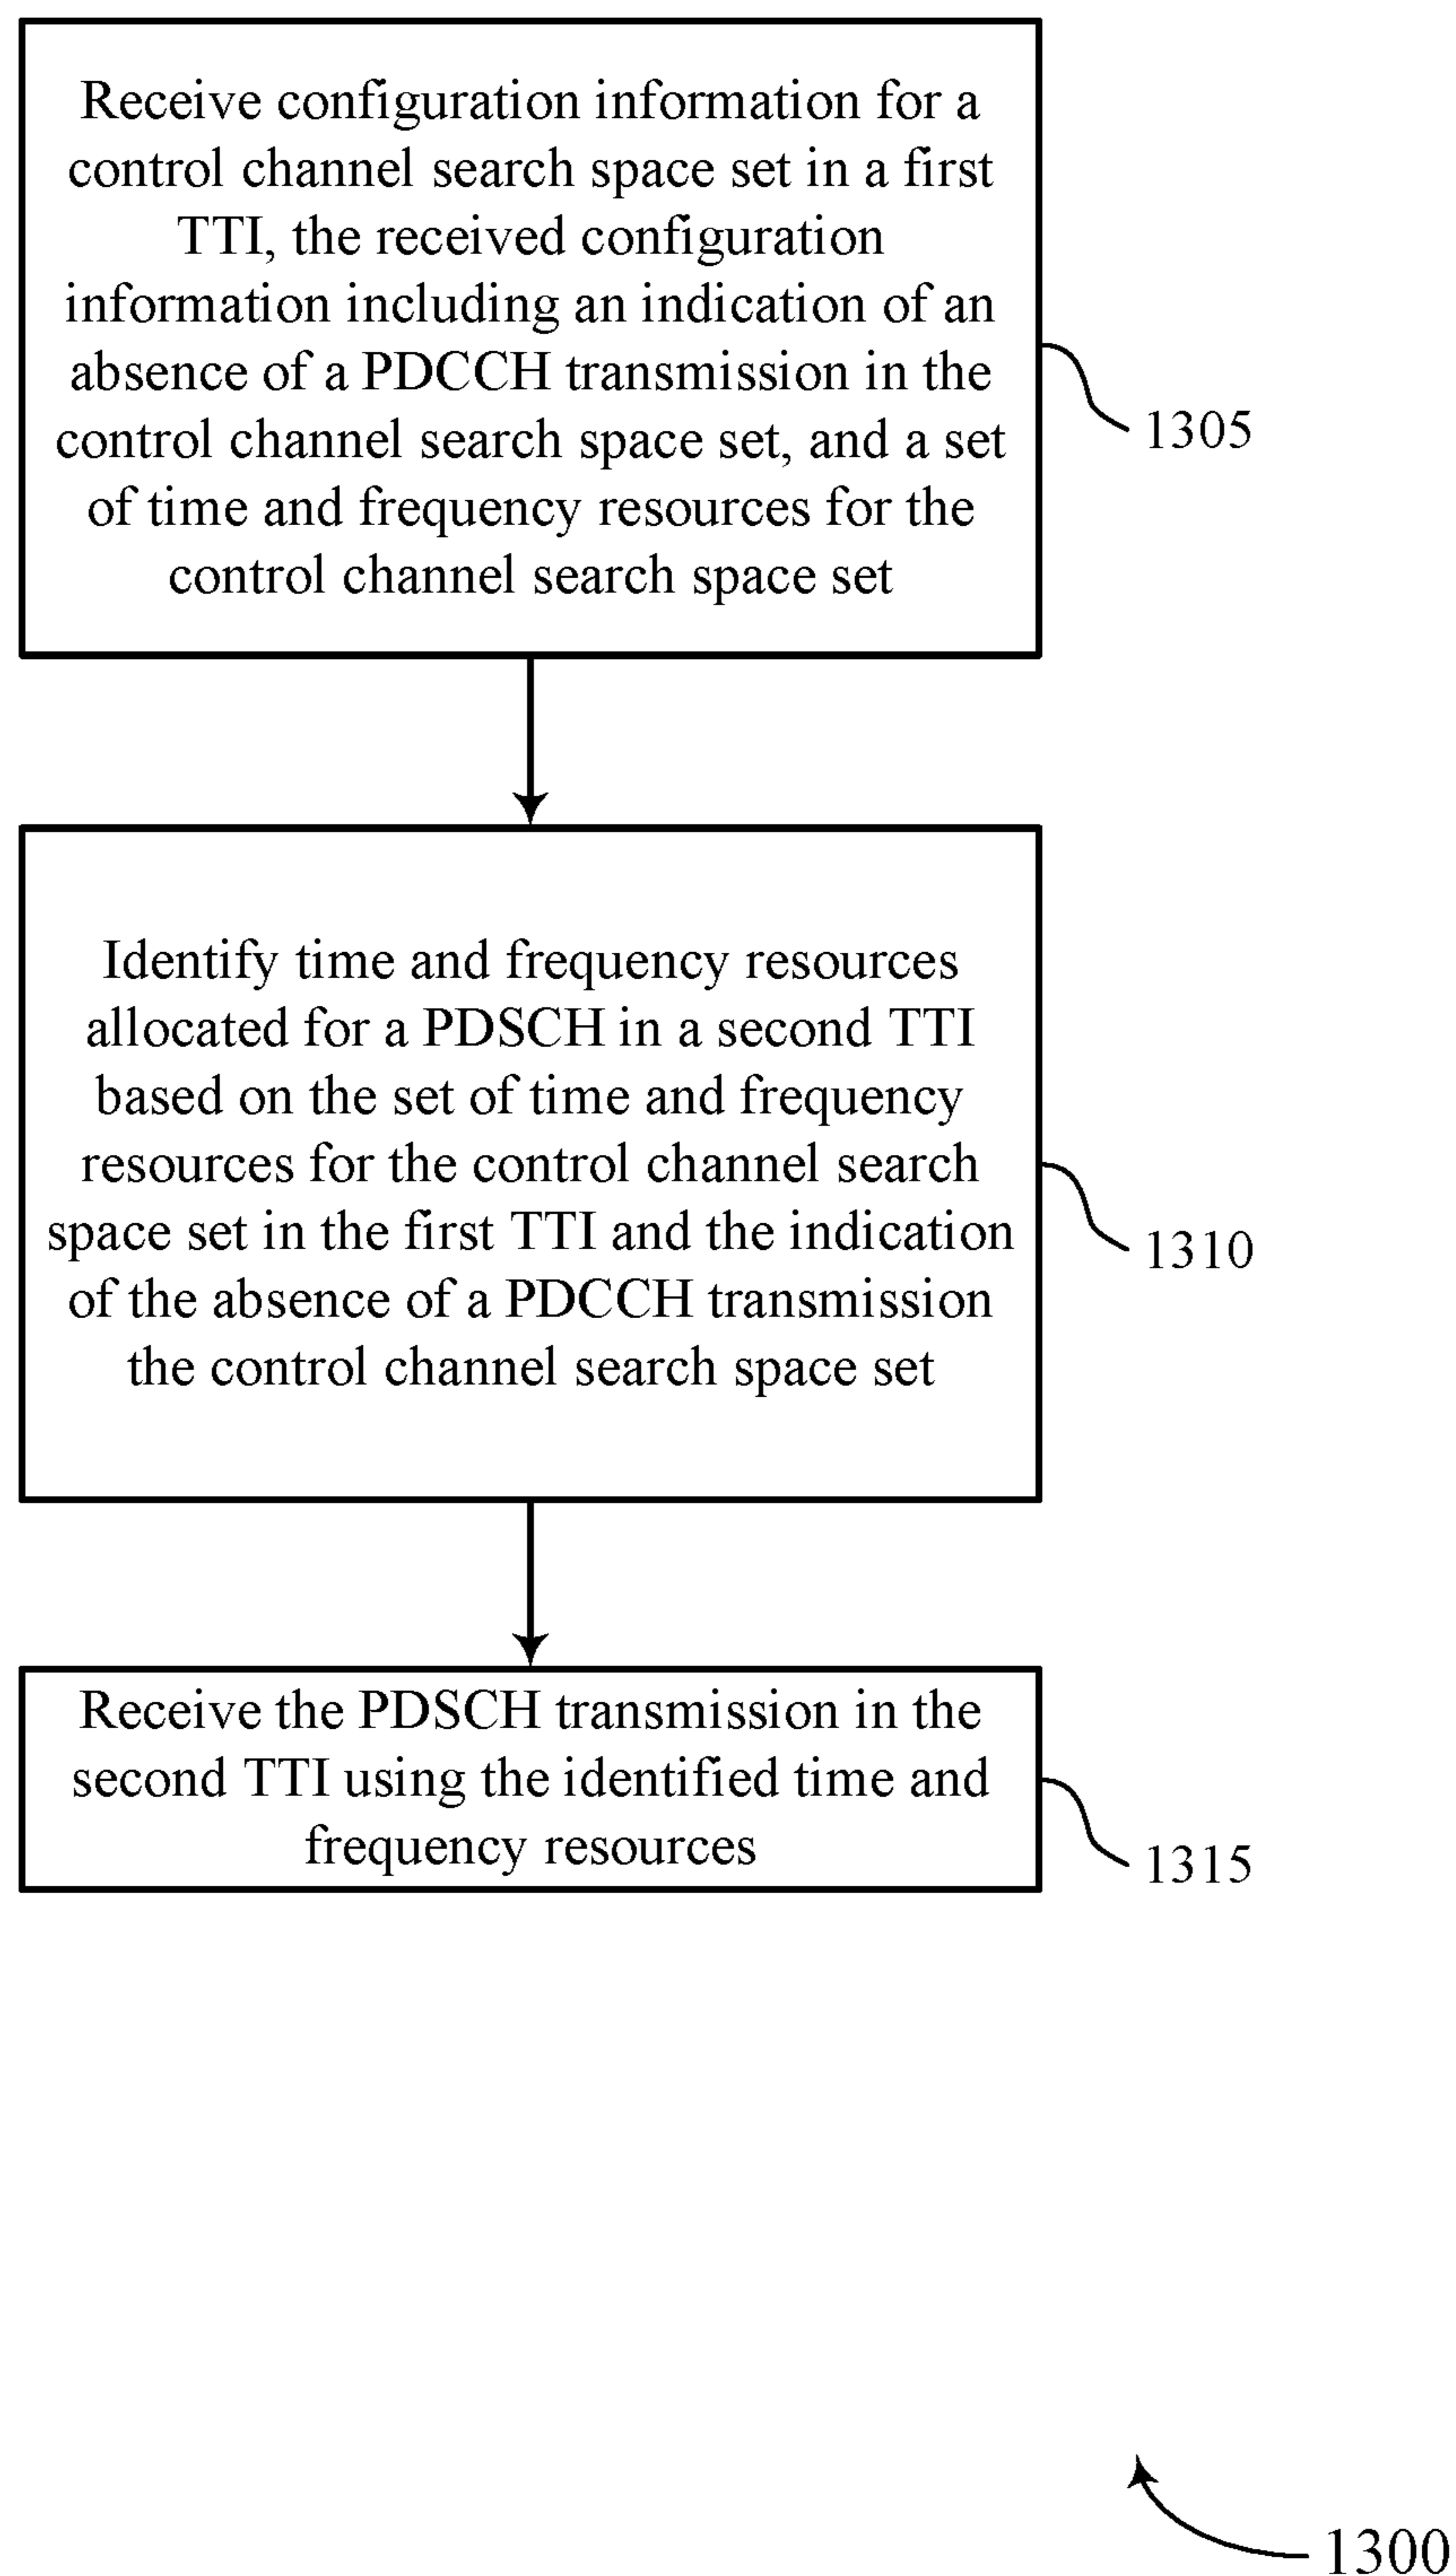 Receive configuration information for a
control channel search space set in a first
TTI, the received configuration
information including an indication of an
absence of a PDCCH transmission in the
control channel search space set, and a set
of time and frequency resources for the
control channel search space set
1305
Identify time and frequency resources
allocated for a PDSCH in a second TTI
based on the set of time and frequency
resources for the control channel search
space set in the first TTI and the indication
of the absence of a PDCCH transmission
the control channel search space set
1310
Receive the PDSCH transmission in the
second TTI using the identified time and
frequency resources
1315
1300